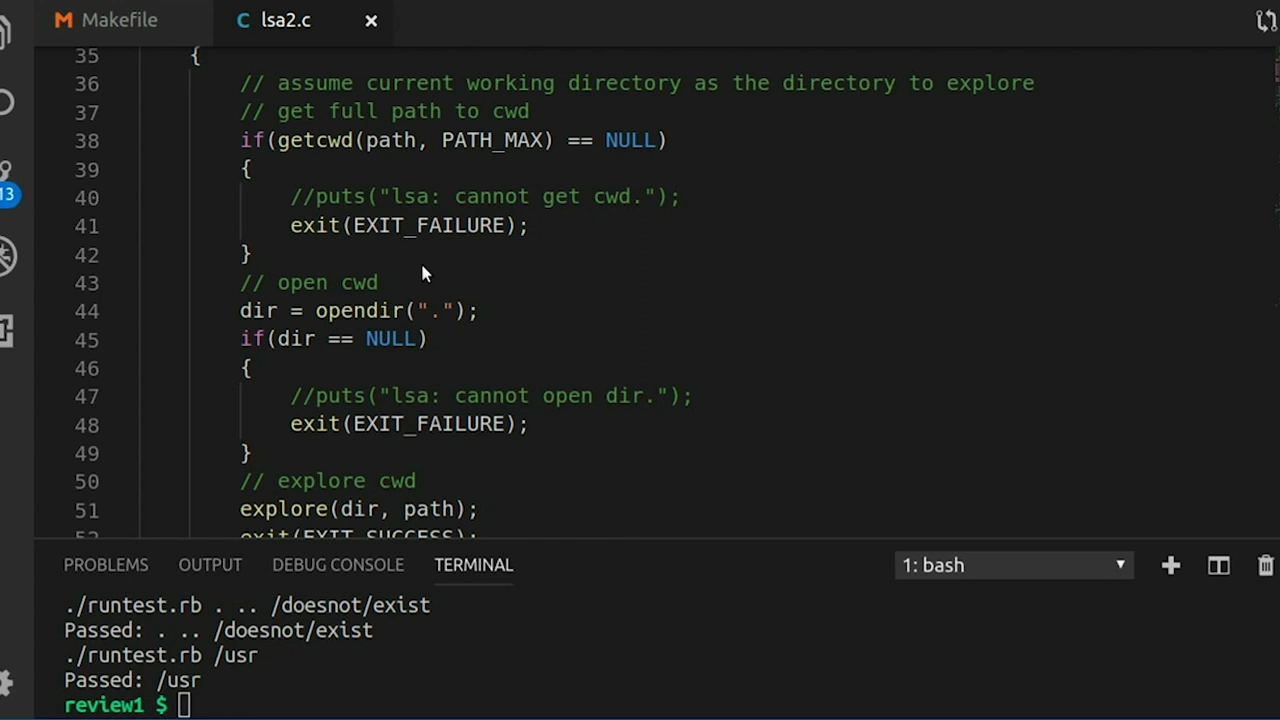 M Makefile
C lsa2.c ×
35 {
36 // assume current working directory as the directory to explore
37 // get full path to cwd
38 if(getcwd(path, PATH_MAX) == NULL)
39 {
40 //puts("lsa: cannot get cwd.");
41 exit(EXIT_FAILURE);
42 }
43 // open cwd
44 dir = opendir(".");
45 if(dir == NULL)
46 {
47 //puts("lsa: cannot open dir.");
48 exit(EXIT_FAILURE);
49 }
50 // explore cwd
51 explore(dir, path);
52 exit(EXIT_SUCCESS);
13
PROBLEMS OUTPUT DEBUG CONSOLE TERMINAL 1: bash
./runtest.rb . .. /doesnot/exist
Passed: . .. /doesnot/exist
./runtest.rb /usr
Passed: /usr
review1 $